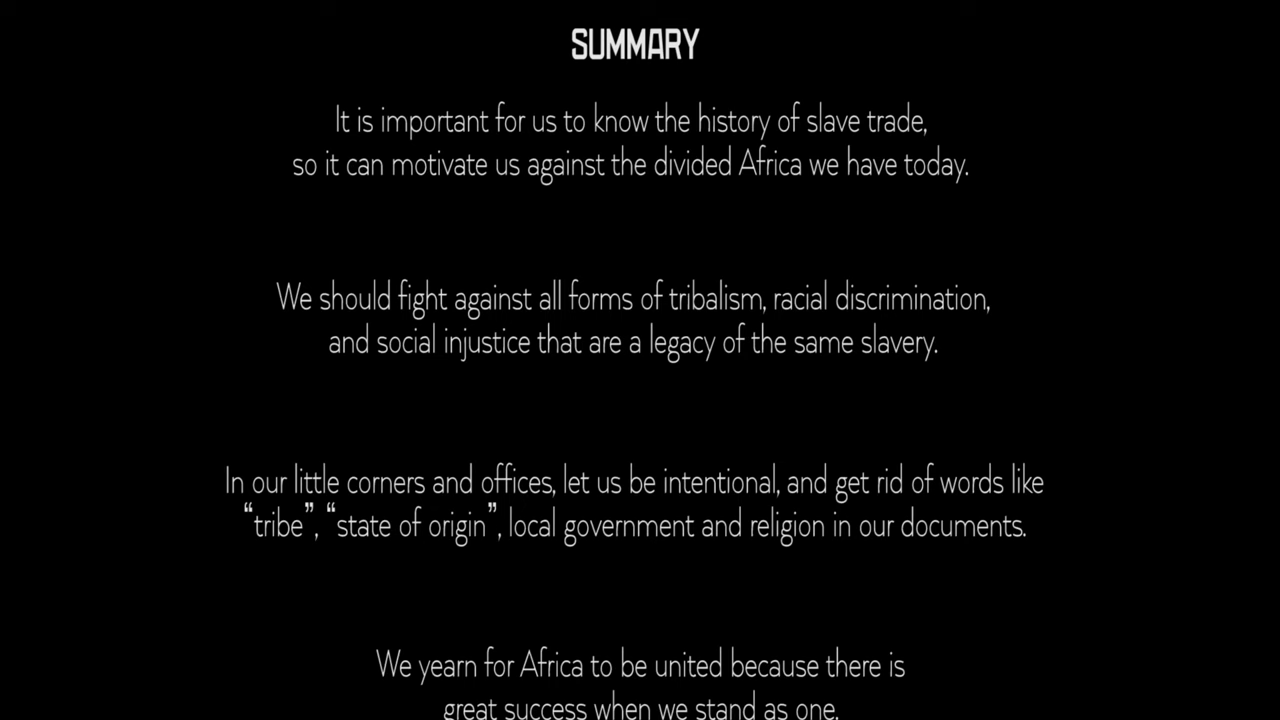 SUMMARY
It is important for us to know the history of slave trade,
so it can motivate us against the divided Africa we have today.
We should fight against all forms of tribalism, racial discrimination,
and social injustice that are a legacy of the same slavery.
In our little corners and offices, let us be intentional, and get rid of words like
“tribe”, “state of origin”, local government and religion in our documents.
We yearn for Africa to be united because there is
great success when we stand as one.